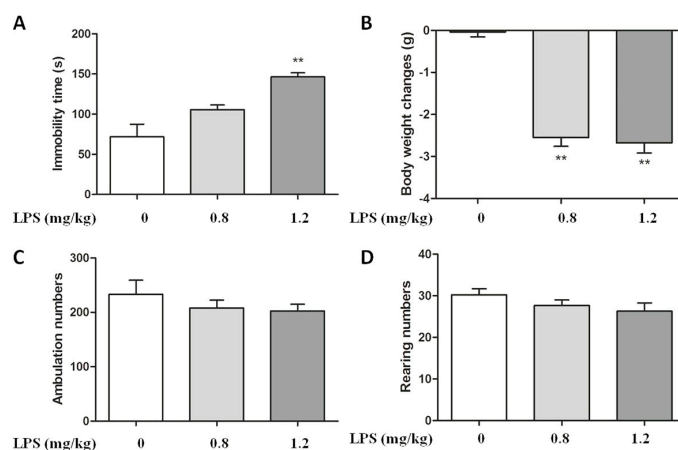 A
Immobility time (s)
200
150
100
50
0
**
LPS (mg/kg) 0 0.8 1.2
B
Body weight changes (g)
0
-1
-2
-3
-4
** **
LPS (mg/kg) 0 0.8 1.2
C
Ambulation numbers
300
200
100
0
LPS (mg/kg) 0 0.8 1.2
D
Rearing numbers
40
30
20
10
0
LPS (mg/kg) 0 0.8 1.2